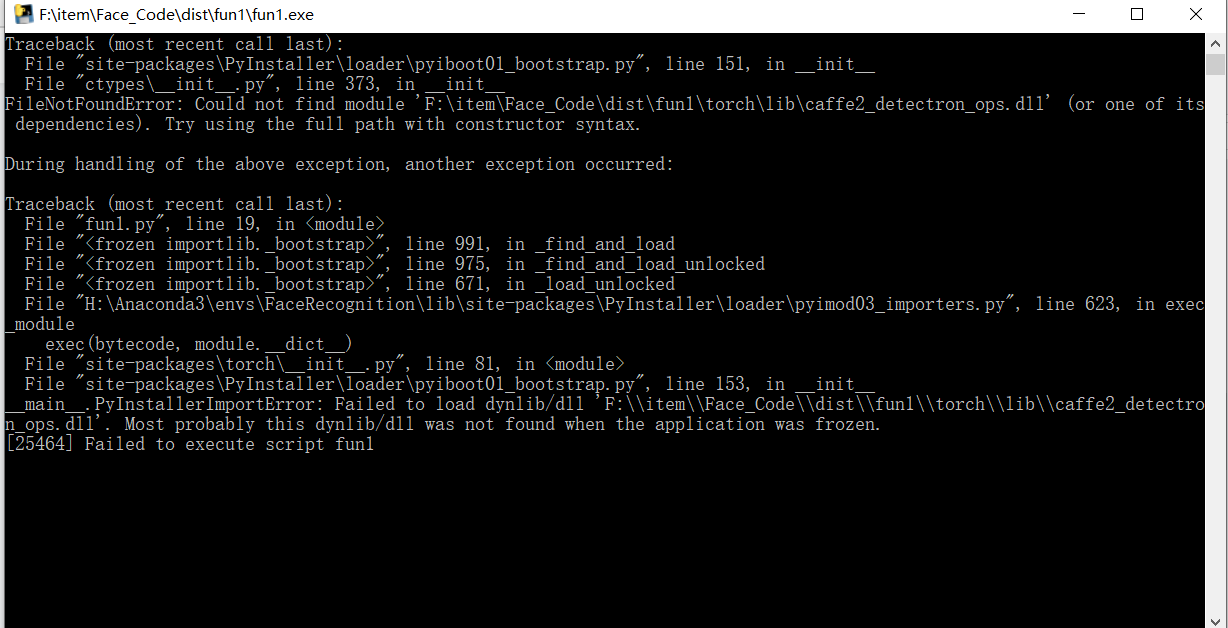 F:\item\Face_Code\dist\fun1\fun1.exe
Traceback (most recent call last):
  File "site-packages\PyInstaller\loader\pyiboot01_bootstrap.py", line 151, in __init__
  File "ctypes\__init__.py", line 373, in __init__
FileNotFoundError: Could not find module 'F:\item\Face_Code\dist\fun1\torch\lib\caffe2_detectron_ops.dll' (or one of its
 dependencies). Try using the full path with constructor syntax.
During handling of the above exception, another exception occurred:
Traceback (most recent call last):
  File "fun1.py", line 19, in <module>
  File "<frozen importlib._bootstrap>", line 991, in _find_and_load
  File "<frozen importlib._bootstrap>", line 975, in _find_and_load_unlocked
  File "<frozen importlib._bootstrap>", line 671, in _load_unlocked
  File "H:\Anaconda3\envs\FaceRecognition\lib\site-packages\PyInstaller\loader\pyimod03_importers.py", line 623, in exec
_module
    exec(bytecode, module.__dict__)
  File "site-packages\torch\__init__.py", line 81, in <module>
  File "site-packages\PyInstaller\loader\pyiboot01_bootstrap.py", line 153, in __init__
__main__.PyInstallerImportError: Failed to load dynlib/dll 'F:\\item\\Face_Code\\dist\\fun1\\torch\\lib\\caffe2_detectro
n_ops.dll'. Most probably this dynlib/dll was not found when the application was frozen.
[25464] Failed to execute script fun1